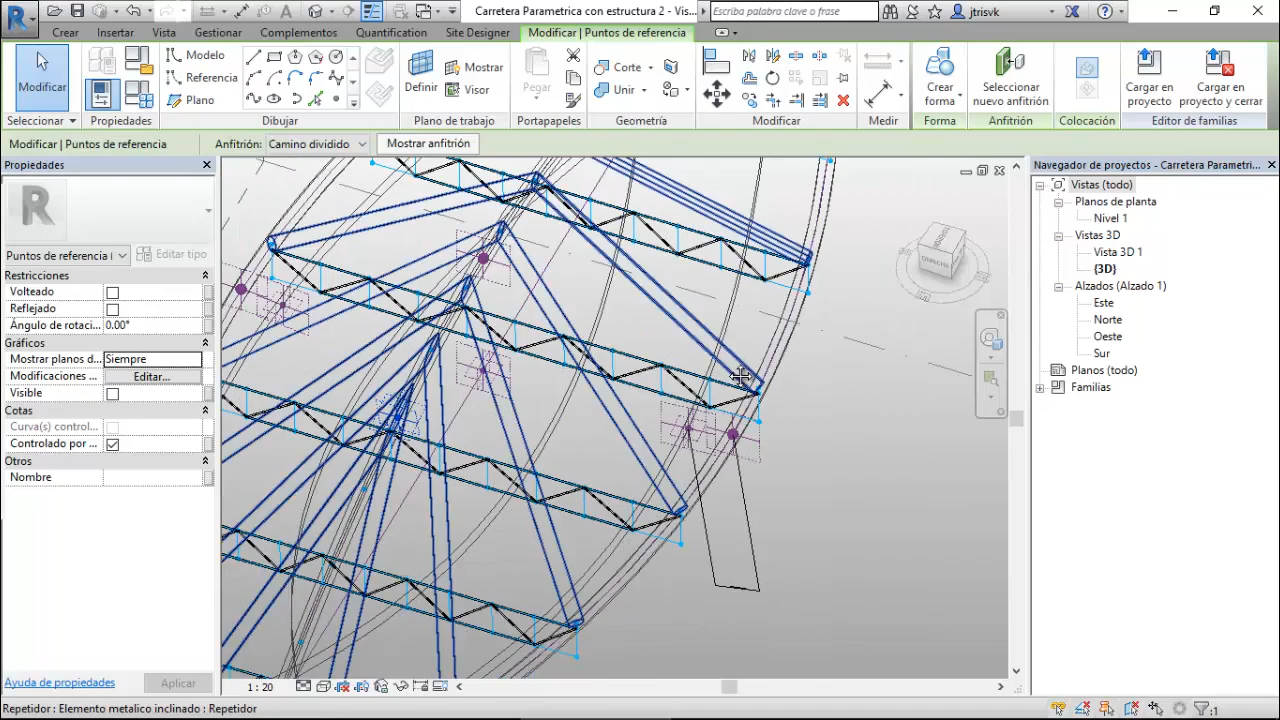 Carretera Parametrica con estructura 2 - Vis...
Escriba palabra clave o frase
jtrisvk
Crear
Insertar
Vista
Gestionar
Complementos
Quantification
Site Designer
Modificar | Puntos de referencia
Modificar
Seleccionar
Propiedades
Modelo
Referencia
Plano
Dibujar
Definir
Mostrar
Visor
Plano de trabajo
Pegar
Portapapeles
Corte
Unir
Geometría
Modificar
Medir
Crear forma
Forma
Seleccionar nuevo anfitrión
Anfitrión
Colocación
Cargar en proyecto
Cargar en proyecto y cerrar
Editor de familias
Modificar | Puntos de referencia
Anfitrión:
Camino dividido
Mostrar anfitrión
Propiedades
Puntos de referencia
Editar tipo
Restricciones
Volteado
Reflejado
Ángulo de rotaci...
0.00°
Gráficos
Mostrar planos d...
Siempre
Modificaciones ...
Editar...
Visible
Cotas
Curva(s) control...
Controlado por ...
Otros
Nombre
Ayuda de propiedades
Aplicar
1 : 20
Navegador de proyectos - Carretera Parametri...
Vistas (todo)
Planos de planta
Nivel 1
Vistas 3D
Vista 3D 1
{3D}
Alzados (Alzado 1)
Este
Norte
Oeste
Sur
Planos (todo)
Familias
Repetidor : Elemento metalico inclinado : Repetidor
:1